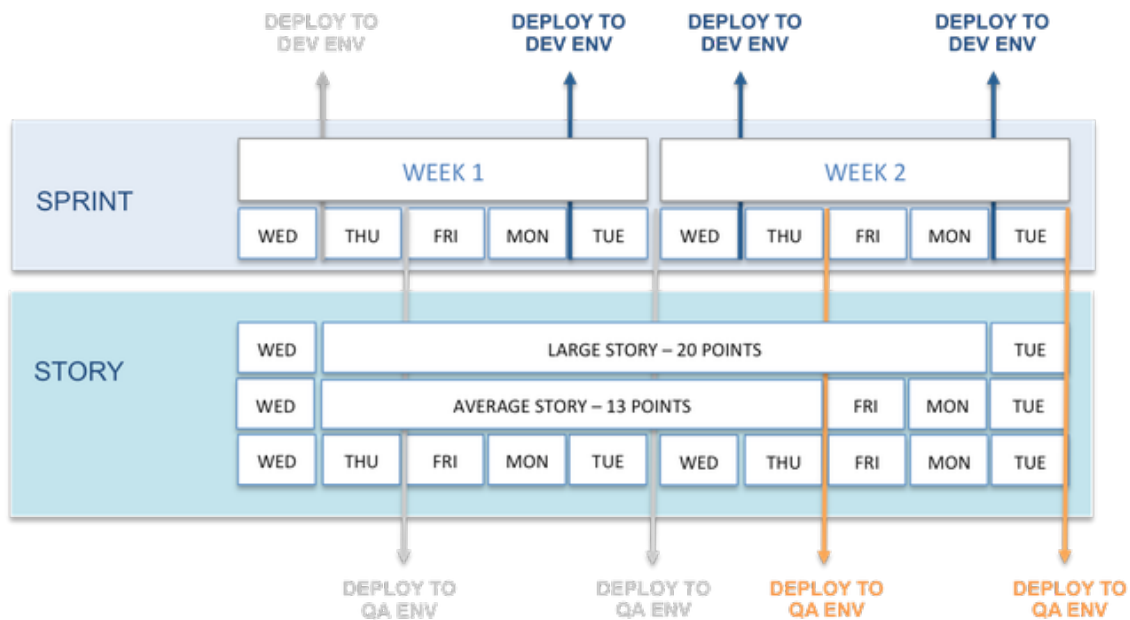 DEPLOY TO DEPLOY TO DEPLOY TO DEPLOY TO
DEV ENV DEV ENV DEV ENV DEV ENV
WEEK 1 WEEK 2
SPRINT
WED THU FRI MON TUE WED THU FRI MON TUE
WED LARGE STORY – 20 POINTS TUE
STORY
WED AVERAGE STORY – 13 POINTS FRI MON TUE
WED THU FRI MON TUE WED THU FRI MON TUE
DEPLOY TO DEPLOY TO DEPLOY TO DEPLOY TO
QA ENV QA ENV QA ENV QA ENV